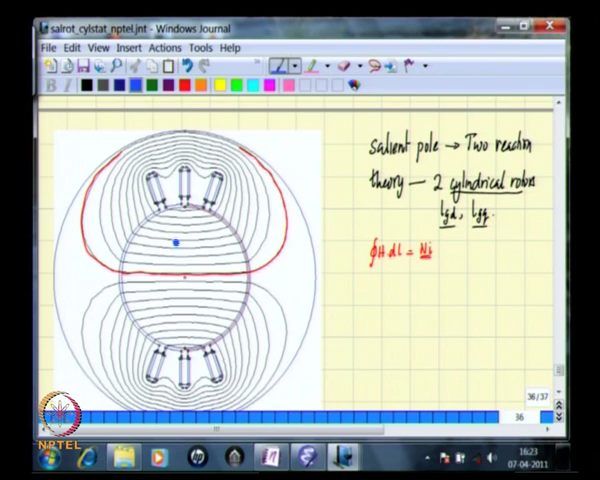 salrot_cylstat_nptel.jnt - Windows Journal
File Edit View Insert Actions Tools Help
B I
salient pole → Two reaction
theory — 2 cylindrical rotors
lgd, lgq.
∮H.dl = Ni
36/37
36
NPTEL
hp
16:23
07-04-2011